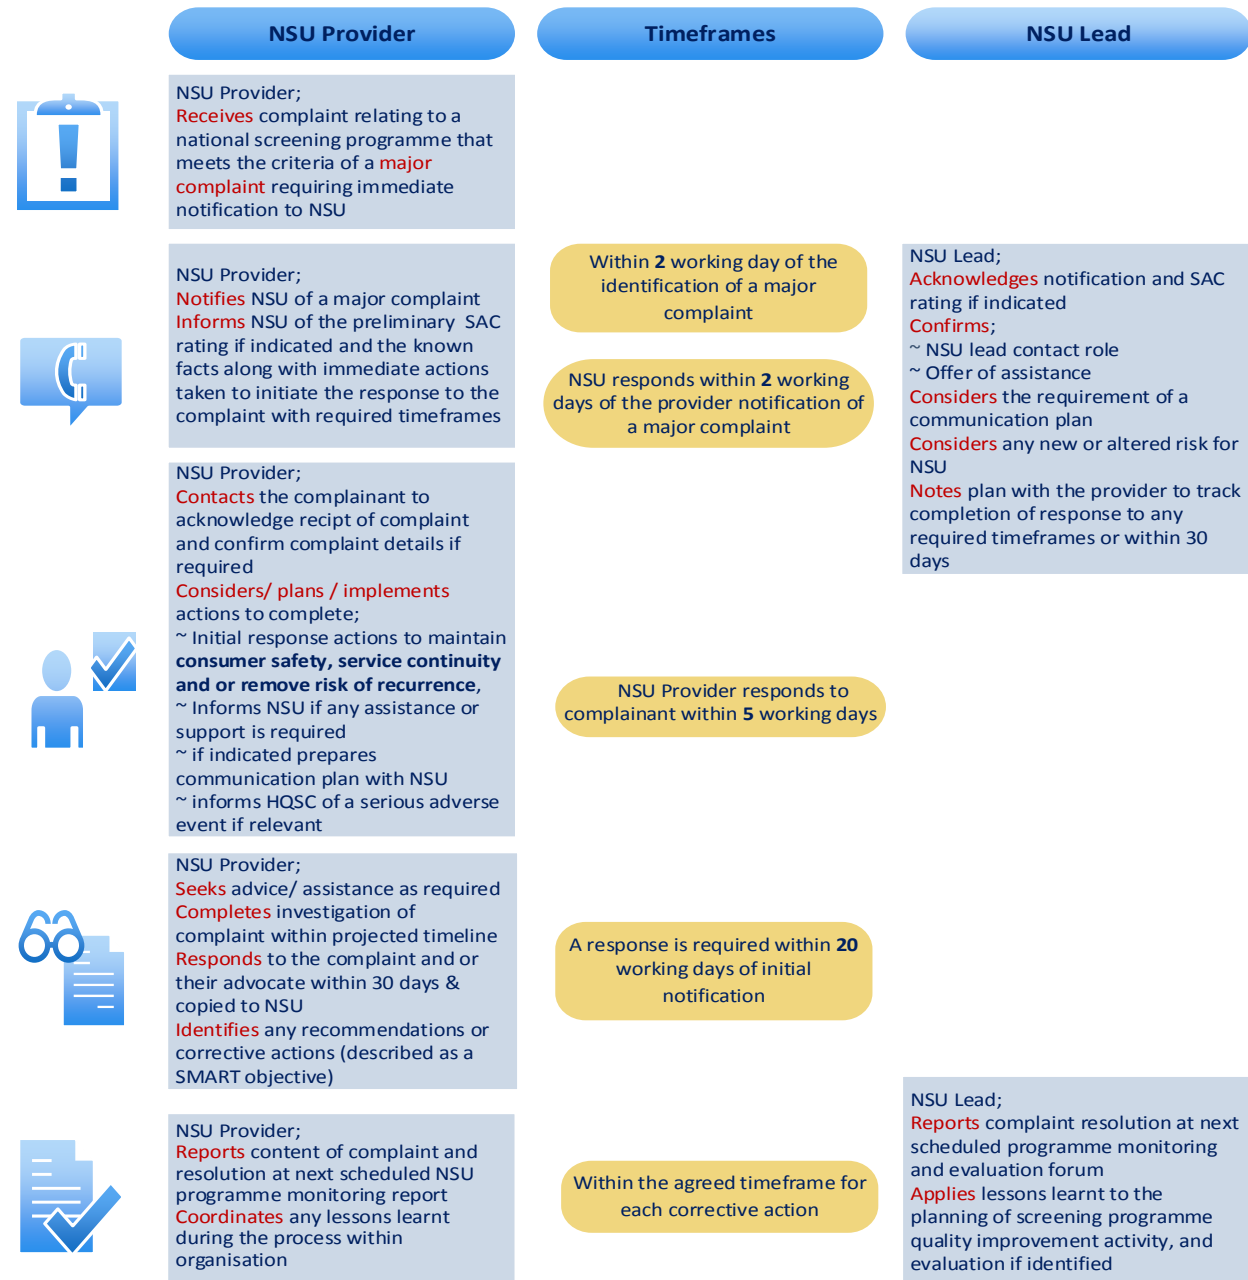 NSU Provider
Timeframes
NSU Lead
NSU Provider;
Receives complaint relating to a
national screening programme that
meets the criteria of a major
complaint requiring immediate
notification to NSU
NSU Provider;
Notifies NSU of a major complaint
Informs NSU of the preliminary SAC
rating if indicated and the known
facts along with immediate actions
taken to initiate the response to the
complaint with required timeframes
Within 2 working day of the
identification of a major
complaint
NSU responds within 2 working
days of the provider notification of
a major complaint
NSU Lead;
Acknowledges notification and SAC
rating if indicated
Confirms;
~ NSU lead contact role
~ Offer of assistance
Considers the requirement of a
communication plan
Considers any new or altered risk for
NSU
Notes plan with the provider to track
completion of response to any
required timeframes or within 30
days
NSU Provider;
Contacts the complainant to
acknowledge recipt of complaint
and confirm complaint details if
required
Considers/ plans / implements
actions to complete;
~ Initial response actions to maintain
consumer safety, service continuity
and or remove risk of recurrence,
~ Informs NSU if any assistance or
support is required
~ if indicated prepares
communication plan with NSU
~ informs HQSC of a serious adverse
event if relevant
NSU Provider responds to
complainant within 5 working days
NSU Provider;
Seeks advice/ assistance as required
Completes investigation of
complaint within projected timeline
Responds to the complaint and or
their advocate within 30 days &
copied to NSU
Identifies any recommendations or
corrective actions (described as a
SMART objective)
A response is required within 20
working days of initial
notification
NSU Provider;
Reports content of complaint and
resolution at next scheduled NSU
programme monitoring report
Coordinates any lessons learnt
during the process within
organisation
Within the agreed timeframe for
each corrective action
NSU Lead;
Reports complaint resolution at next
scheduled programme monitoring
and evaluation forum
Applies lessons learnt to the
planning of screening programme
quality improvement activity, and
evaluation if identified